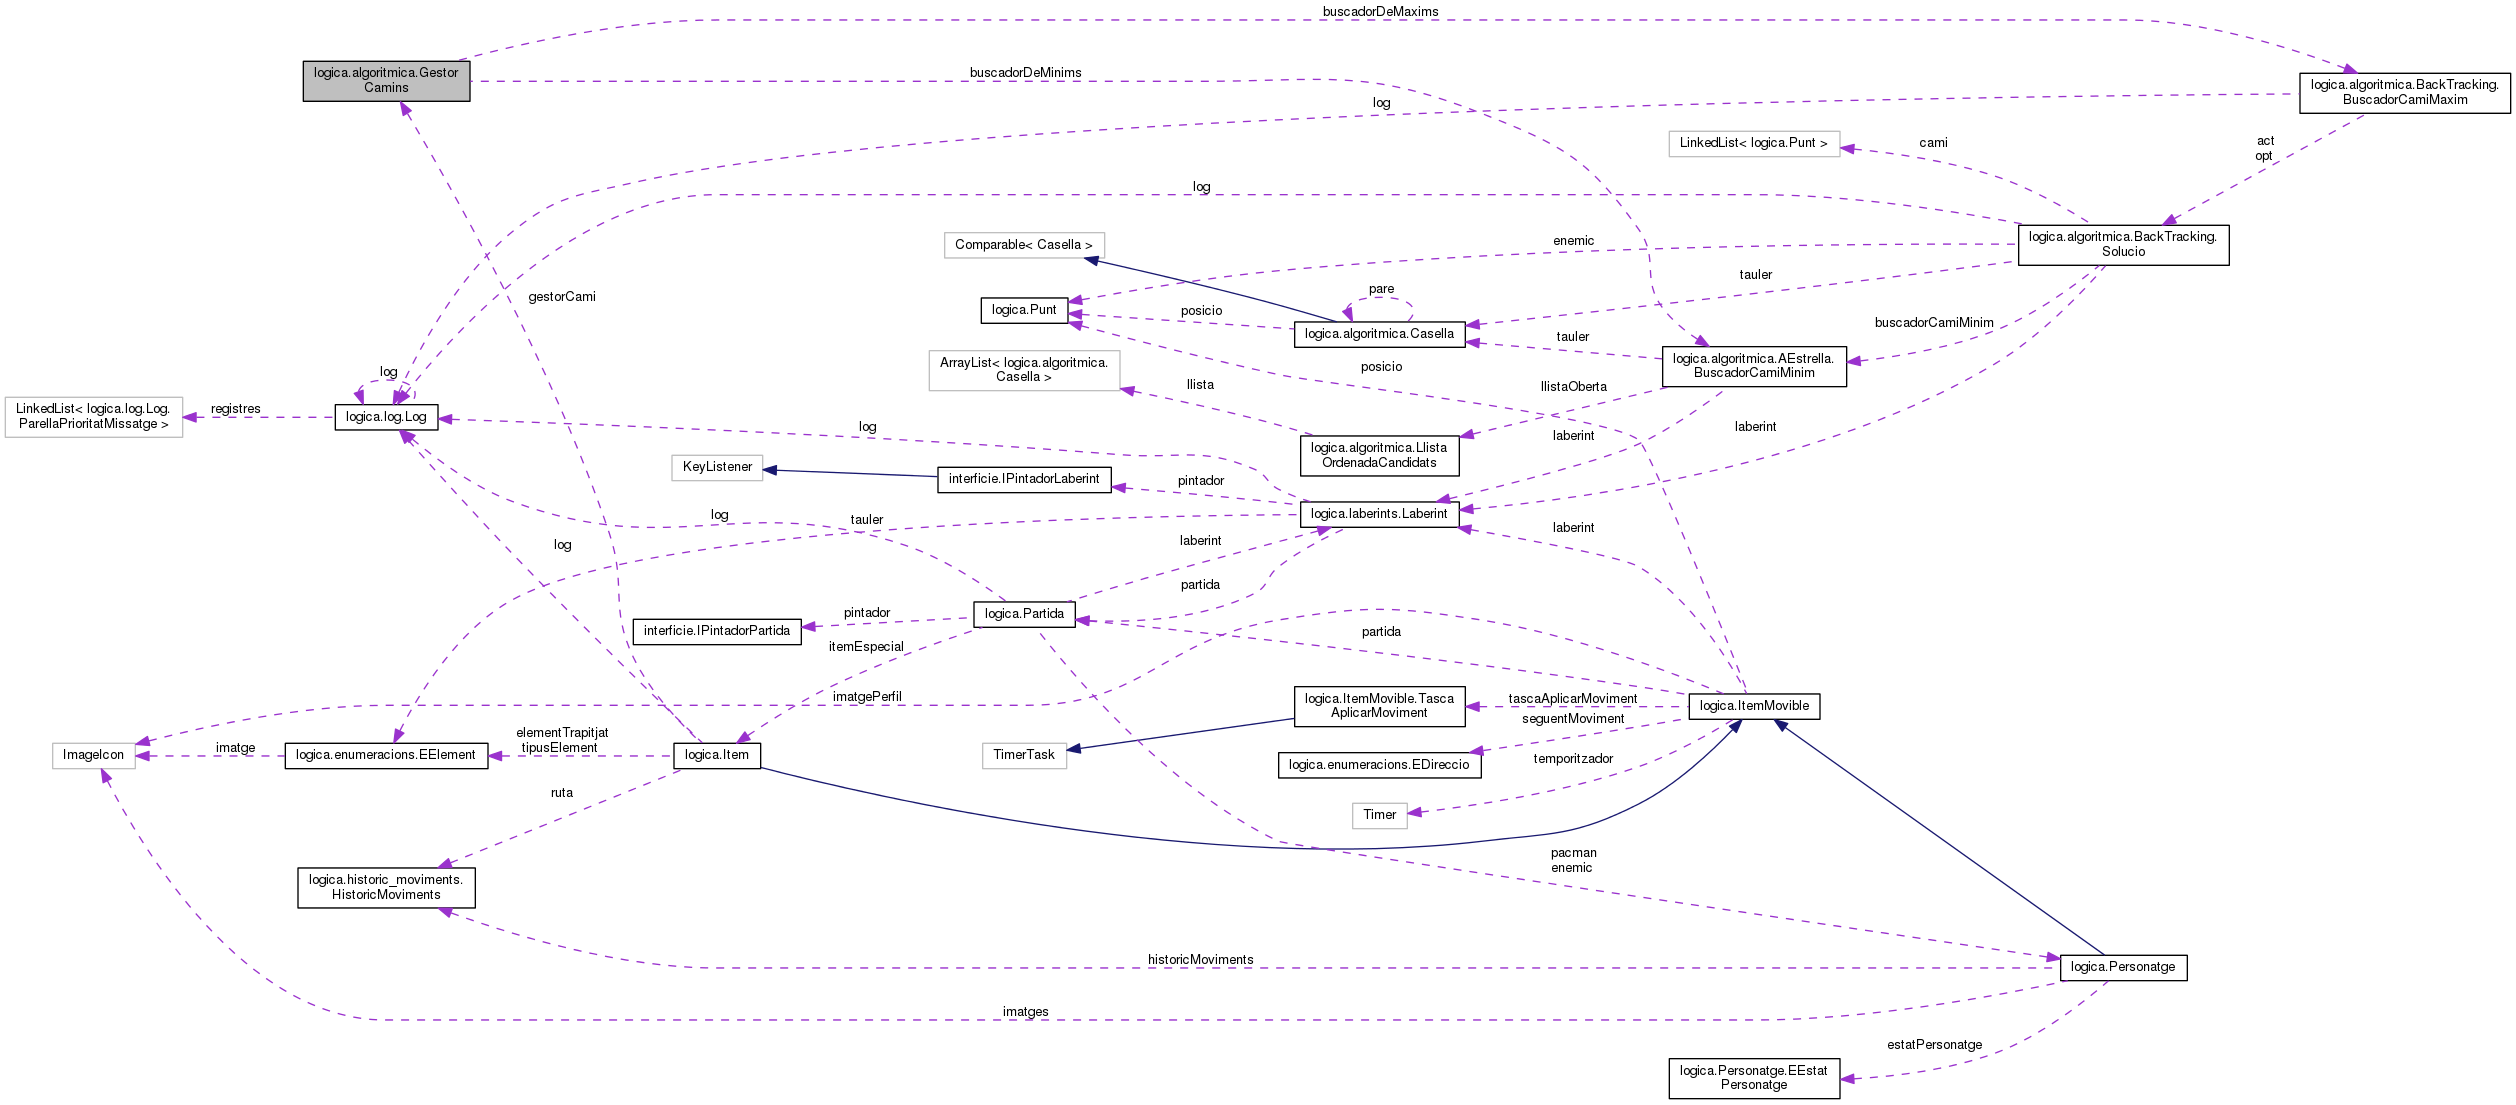 buscadorDeMaxims
logica.algoritmica.Gestor
Camins
buscadorDeMinims
logica.algoritmica.BackTracking.
BuscadorCamiMaxim
log
LinkedList< logica.Punt >
cami
act
opt
log
logica.algoritmica.BackTracking.
Solucio
Comparable< Casella >
enemic
tauler
gestorCami
pare
logica.Punt
posicio
logica.algoritmica.Casella
buscadorCamiMinim
tauler
ArrayList< logica.algoritmica.
Casella >
posicio
logica.algoritmica.AEstrella.
BuscadorCamiMinim
log
llista
llistaOberta
LinkedList< logica.log.Log.
ParellaPrioritatMissatge >
registres
logica.log.Log
log
laberint
laberint
logica.algoritmica.Llista
OrdenadaCandidats
KeyListener
interficie.IPintadorLaberint
pintador
logica.laberints.Laberint
log
tauler
laberint
laberint
log
partida
logica.Partida
pintador
interficie.IPintadorPartida
partida
itemEspecial
imatgePerfil
logica.ItemMovible.Tasca
AplicarMoviment
tascaAplicarMoviment
logica.ItemMovible
seguentMoviment
elementTrapitjat
tipusElement
ImageIcon
imatge
logica.enumeracions.EElement
logica.Item
TimerTask
logica.enumeracions.EDireccio
temporitzador
ruta
Timer
pacman
enemic
logica.historic_moviments.
HistoricMoviments
historicMoviments
logica.Personatge
imatges
estatPersonatge
logica.Personatge.EEstat
Personatge